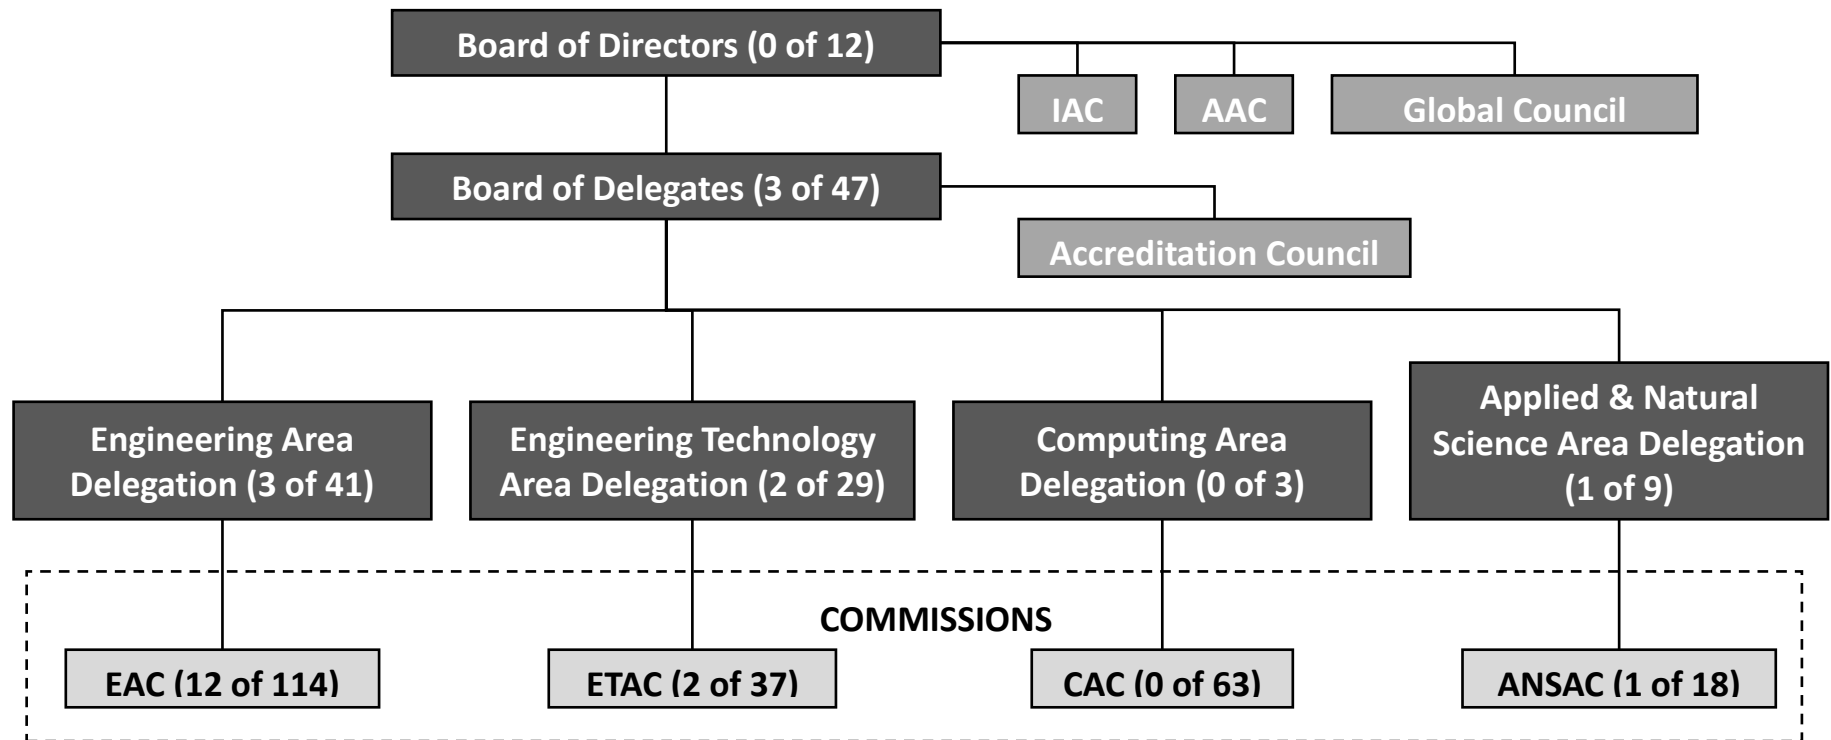 Board of Directors (0 of 12)
IAC
AAC
Global Council
Board of Delegates (3 of 47)
Accreditation Council
Engineering Area
Delegation (3 of 41)
Engineering Technology
Area Delegation (2 of 29)
Computing Area
Delegation (0 of 3)
Applied & Natural
Science Area Delegation
(1 of 9)
COMMISSIONS
EAC (12 of 114)
ETAC (2 of 37)
CAC (0 of 63)
ANSAC (1 of 18)